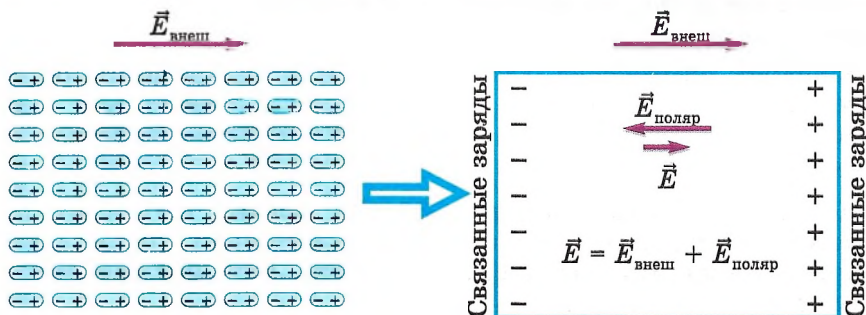 E⃗внеш
E⃗внеш
- + - + - + - + - + - + - + - +
- + - + - + - + - + - + - + - +
- + - + - + - + - + - + - + - +
- + - + - + - + - + - + - + - +
- + - + - + - + - + - + - + - +
- + - + - + - + - + - + - + - +
- + - + - + - + - + - + - + - +
- + - + - + - + - + - + - + - +
- + - + - + - + - + - + - + - +
Связанные заряды
- +
- +
- +
- +
- +
- +
- +
E⃗поляр
E⃗
E⃗ = E⃗внеш + E⃗поляр
Связанные заряды